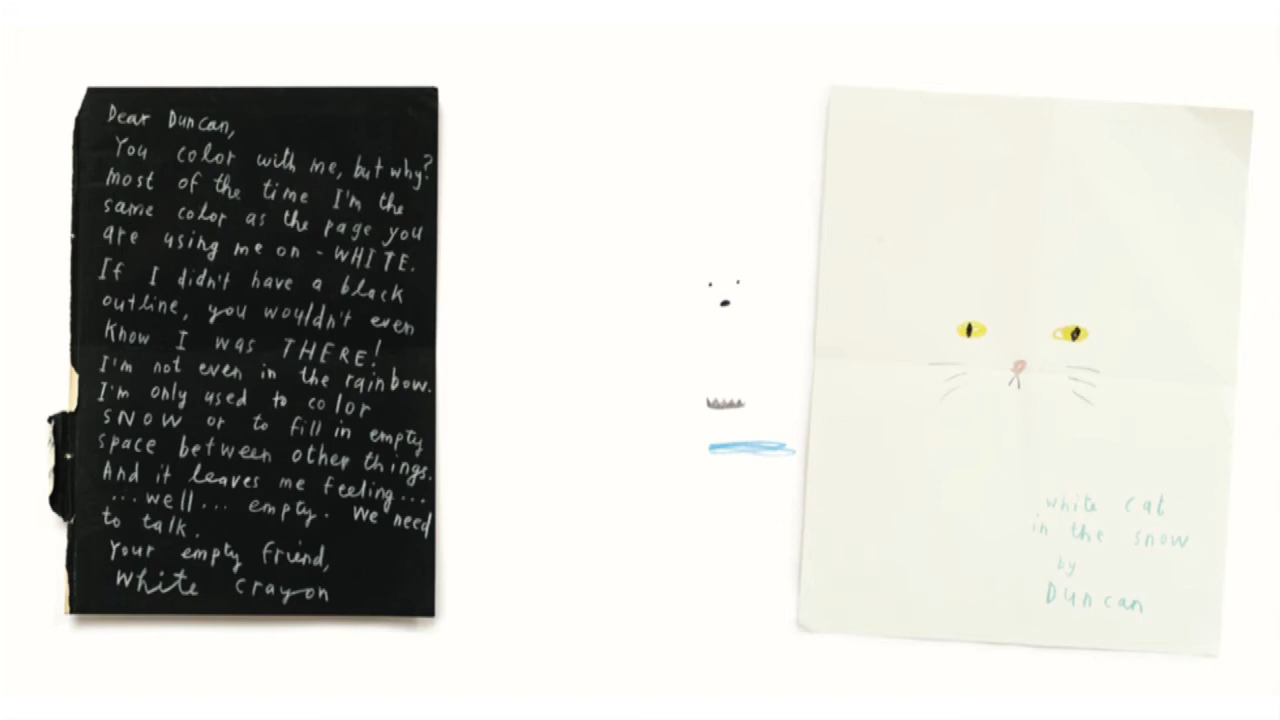 Dear Duncan,
You color with me, but why?
most of the time I'm the
same color as the page you
are using me on - WHITE.
If I didn't have a black
outline, you wouldn't even
know I was THERE!
I'm not even in the rainbow.
I'm only used to color
SNOW or to fill in empty
space between other things.
And it leaves me feeling...
...well... empty. We need
to talk.
Your empty friend,
White crayon
white cat
in the snow
by
Duncan